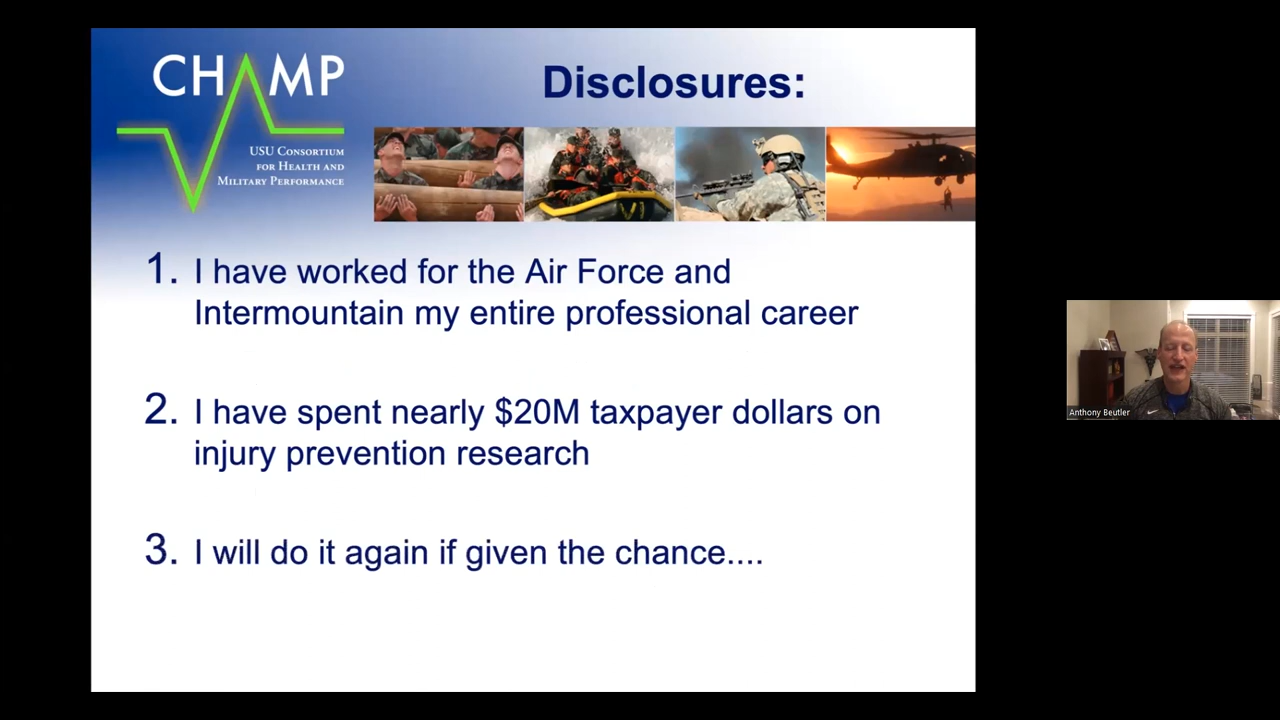 CHAMP
USU CONSORTIUM
FOR HEALTH AND
MILITARY PERFORMANCE
Disclosures:
1. I have worked for the Air Force and
Intermountain my entire professional career
2. I have spent nearly $20M taxpayer dollars on
injury prevention research
3. I will do it again if given the chance....
Anthony Beutler